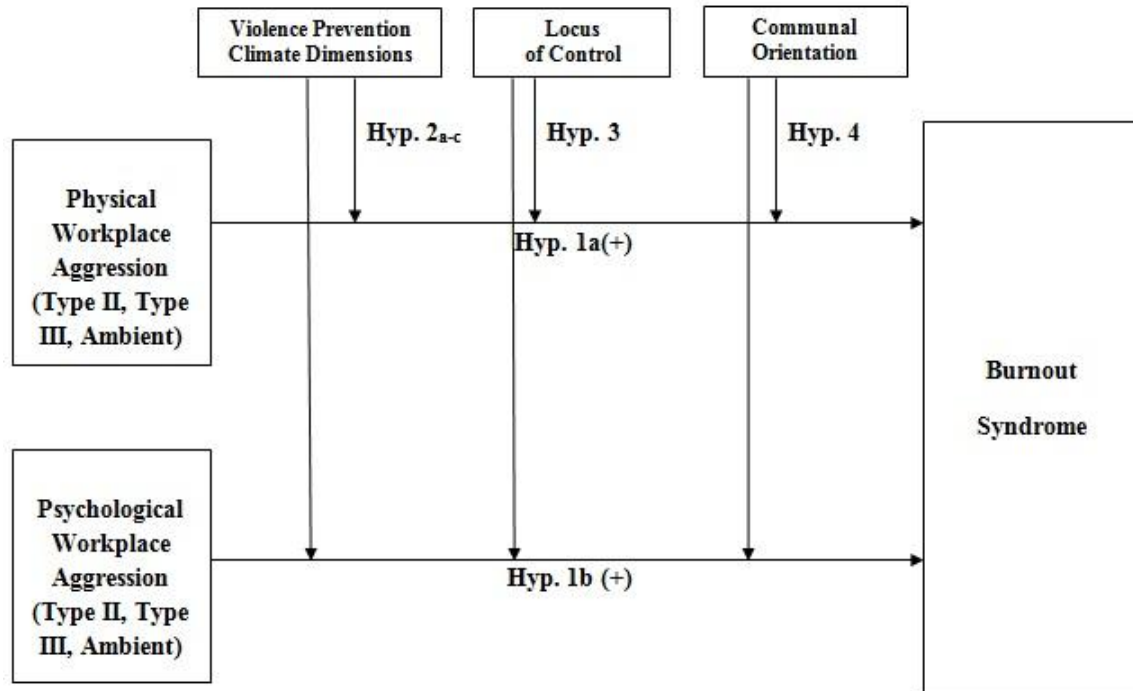 Violence Prevention
Climate Dimensions
Locus
of Control
Communal
Orientation
Hyp. 2a-c
Hyp. 3
Hyp. 4
Physical
Workplace
Aggression
(Type II, Type
III, Ambient)
Hyp. 1a(+)
Burnout
Syndrome
Psychological
Workplace
Aggression
(Type II, Type
III, Ambient)
Hyp. 1b (+)